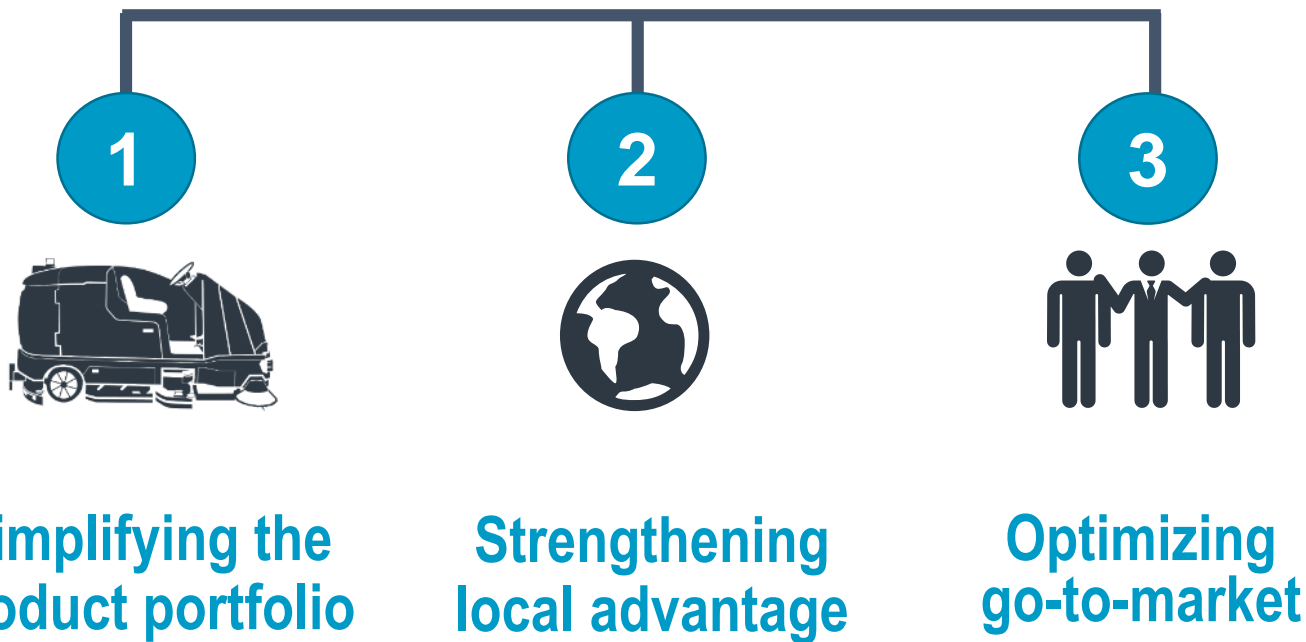 1
2
3
implifying the
oduct portfolio
Strengthening
local advantage
Optimizing
go-to-market